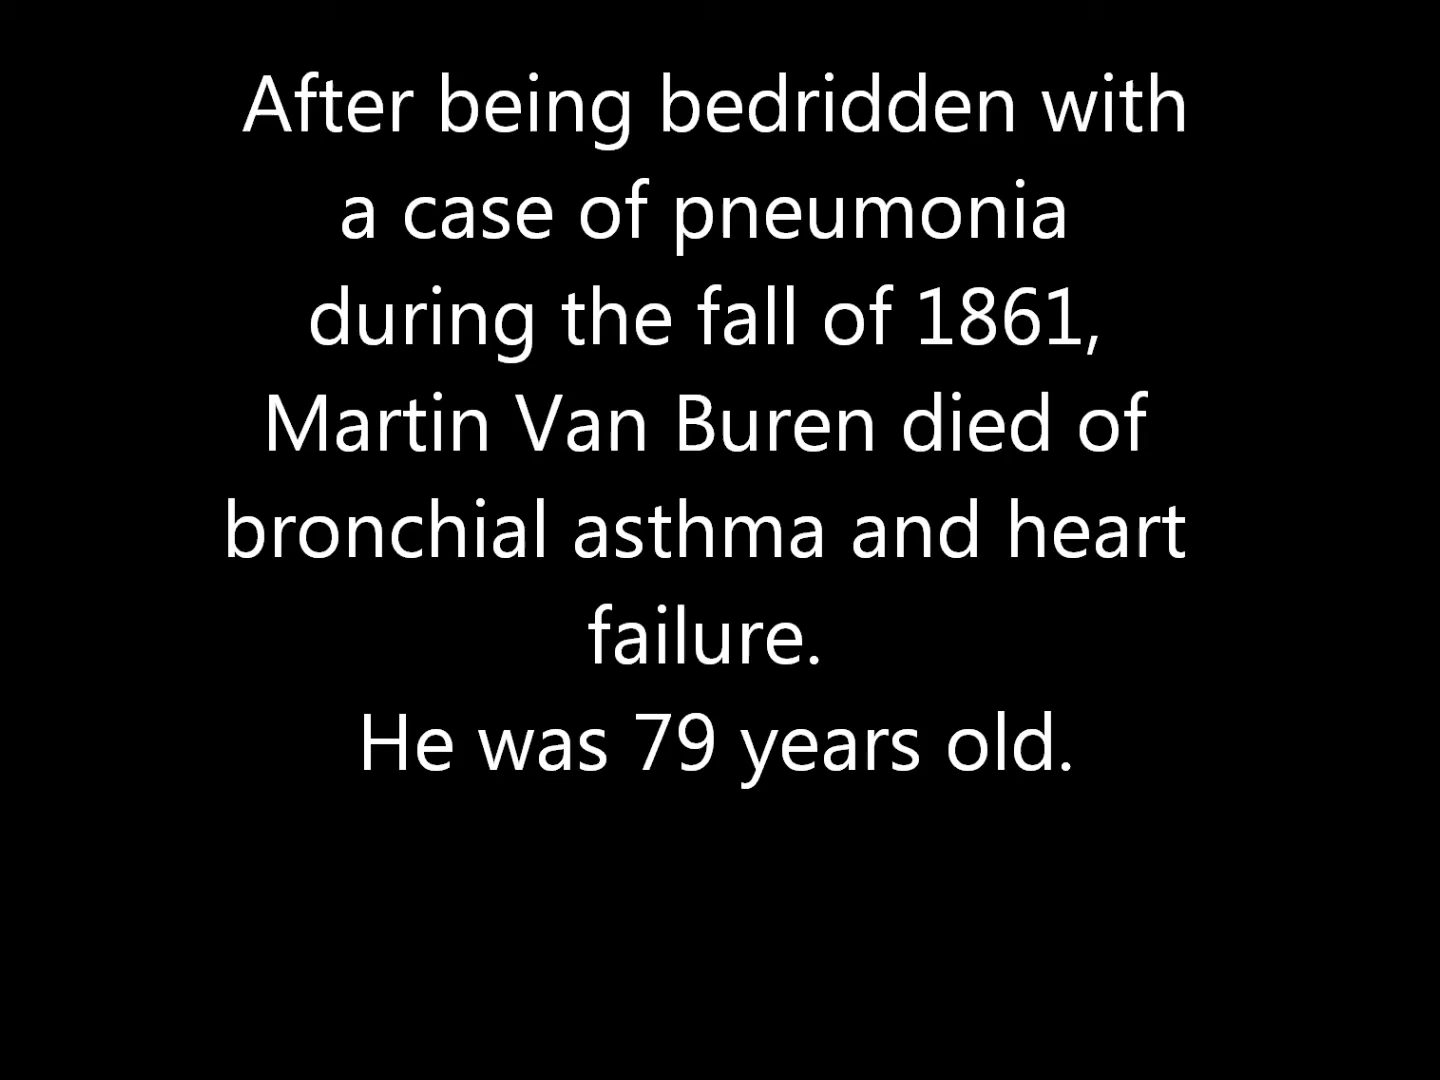 After being bedridden with
a case of pneumonia
during the fall of 1861,
Martin Van Buren died of
bronchial asthma and heart
failure.
He was 79 years old.